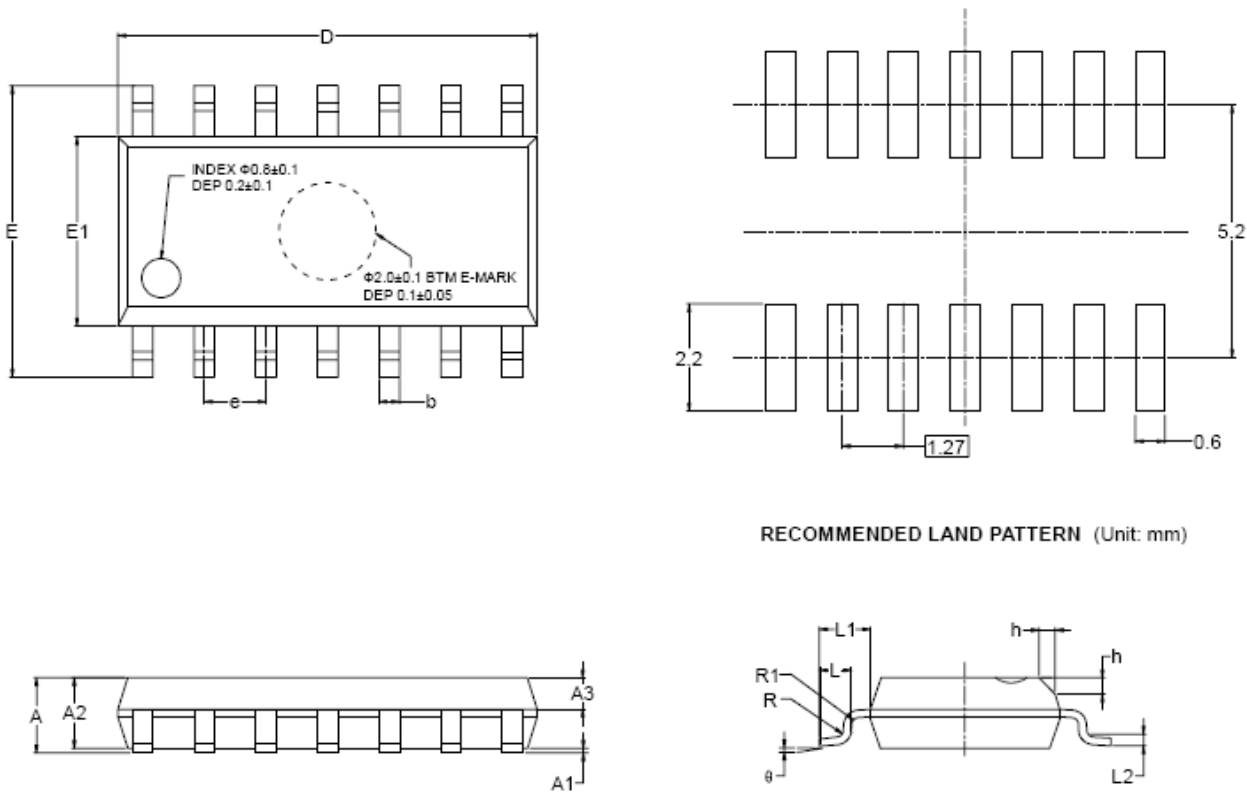 D
E
E1
INDEX Φ0.8±0.1
DEP 0.2±0.1
Φ2.0±0.1 BTM E-MARK
DEP 0.1±0.05
e
b
5.2
2.2
1.27
0.6
RECOMMENDED LAND PATTERN (Unit: mm)
A
A2
A3
A1
L1
L
R1
R
h
h
θ
L2